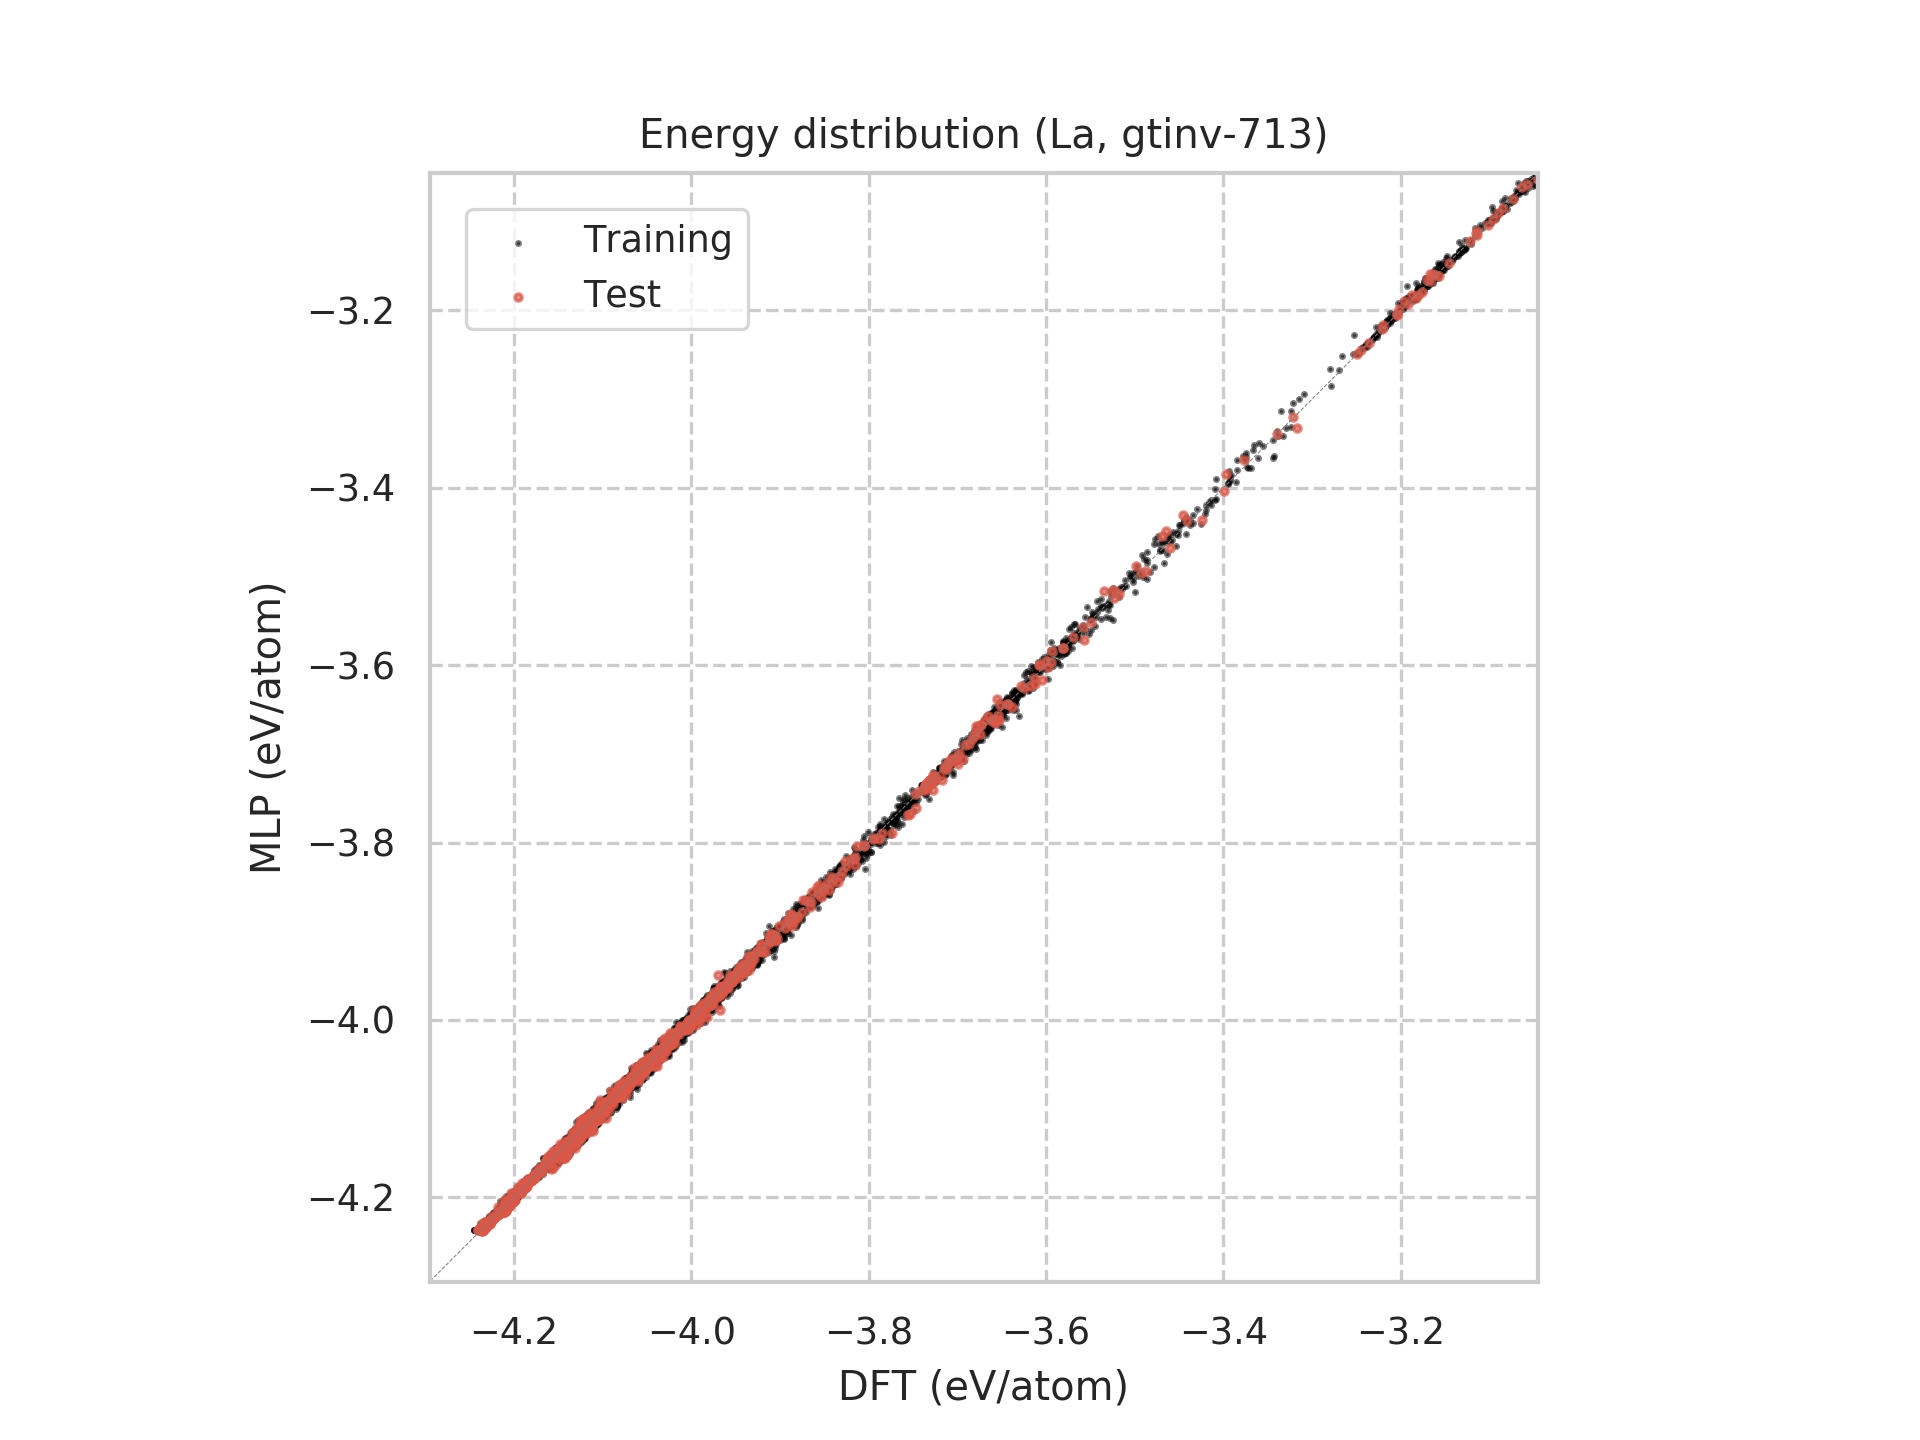 Energy distribution (La, gtinv-713)
Training
Test
MLP (eV/atom)
−3.2
−3.4
−3.6
−3.8
−4.0
−4.2
−4.2 −4.0 −3.8 −3.6 −3.4 −3.2
DFT (eV/atom)